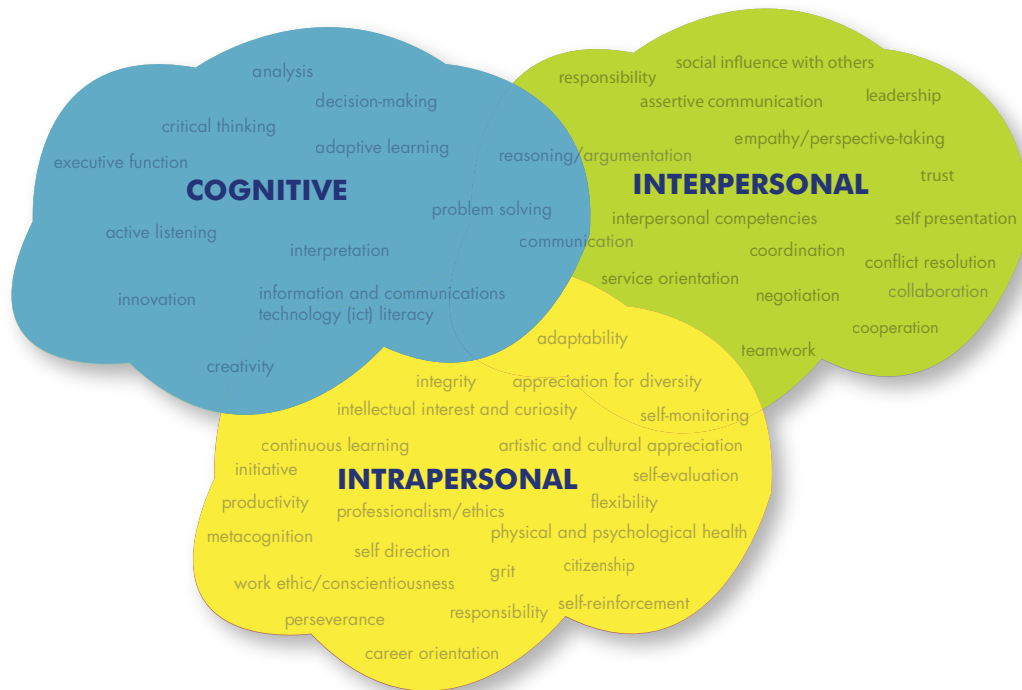 analysis
decision-making
critical thinking
adaptive learning
executive function
COGNITIVE
problem solving
active listening
interpretation
communication
innovation
information and communications
technology (ict) literacy
creativity
responsibility
social influence with others
assertive communication
leadership
empathy/perspective-taking
reasoning/argumentation
trust
INTERPERSONAL
interpersonal competencies
self presentation
coordination
conflict resolution
service orientation
negotiation
collaboration
cooperation
teamwork
adaptability
integrity
appreciation for diversity
intellectual interest and curiosity
self-monitoring
continuous learning
artistic and cultural appreciation
initiative
INTRAPERSONAL
self-evaluation
productivity
professionalism/ethics
flexibility
metacognition
physical and psychological health
self direction
grit
citizenship
work ethic/conscientiousness
perseverance
responsibility
self-reinforcement
career orientation